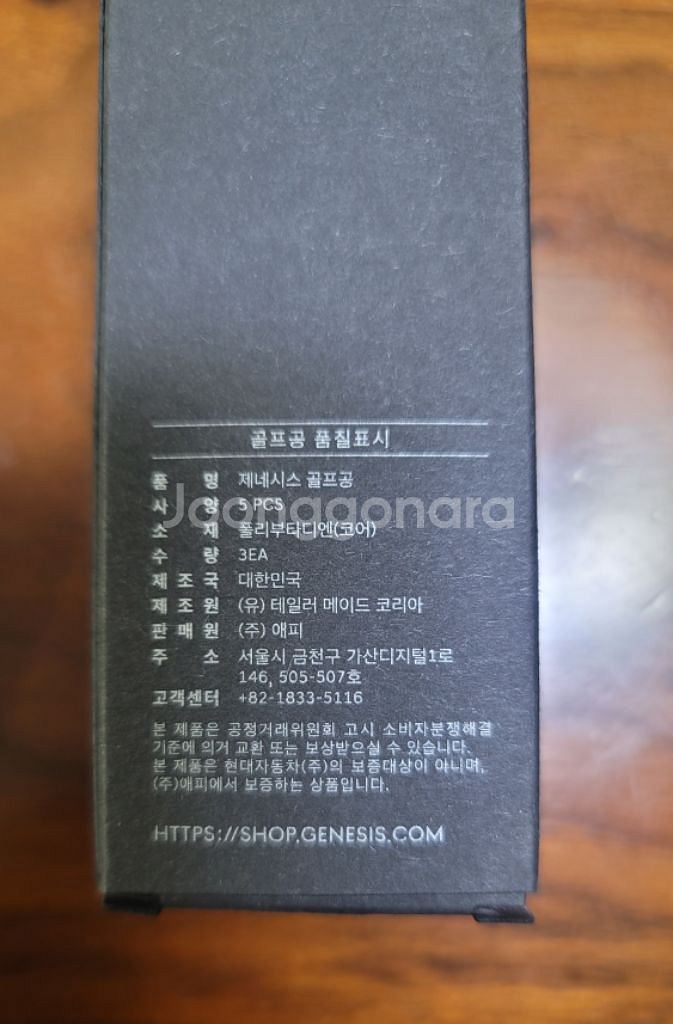 골프공 품질표시
품 명 제네시스 골프공
사 양 5 PCS
Joonggonara
소 재 폴리부타디엔(코어)
수 량 3EA
제 조 국 대한민국
제 조 원 (유) 테일러 메이드 코리아
판 매 원 (주) 애피
주 소 서울시 금천구 가산디지털1로
146, 505-507호
고객센터 +82-1833-5116
본 제품은 공정거래위원회 고시 소비자분쟁해결
기준에 의거 교환 또는 보상받으실 수 있습니다.
본 제품은 현대자동차(주)의 보증대상이 아니며,
(주)애피에서 보증하는 상품입니다.
HTTPS://SHOP.GENESIS.COM